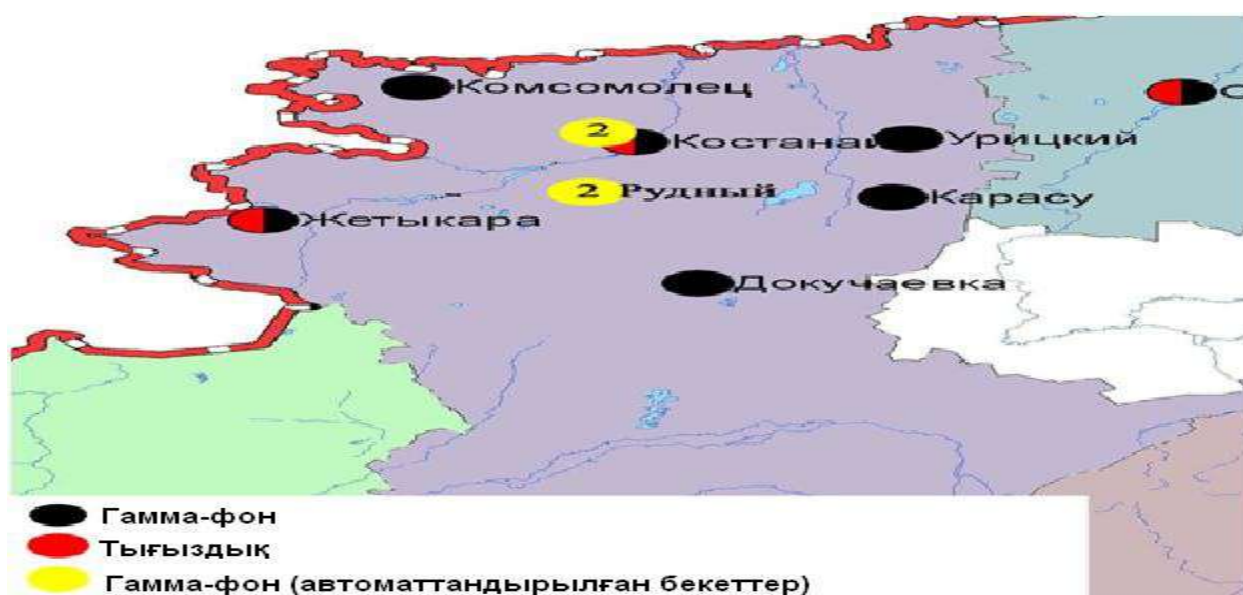 Комсомолец
2
Костанай
Урицкий
2 Рудный
Карасу
Жетыкара
Докучаевка
Гамма-фон
Тығыздық
Гамма-фон (автоматтандырылған бекеттер)